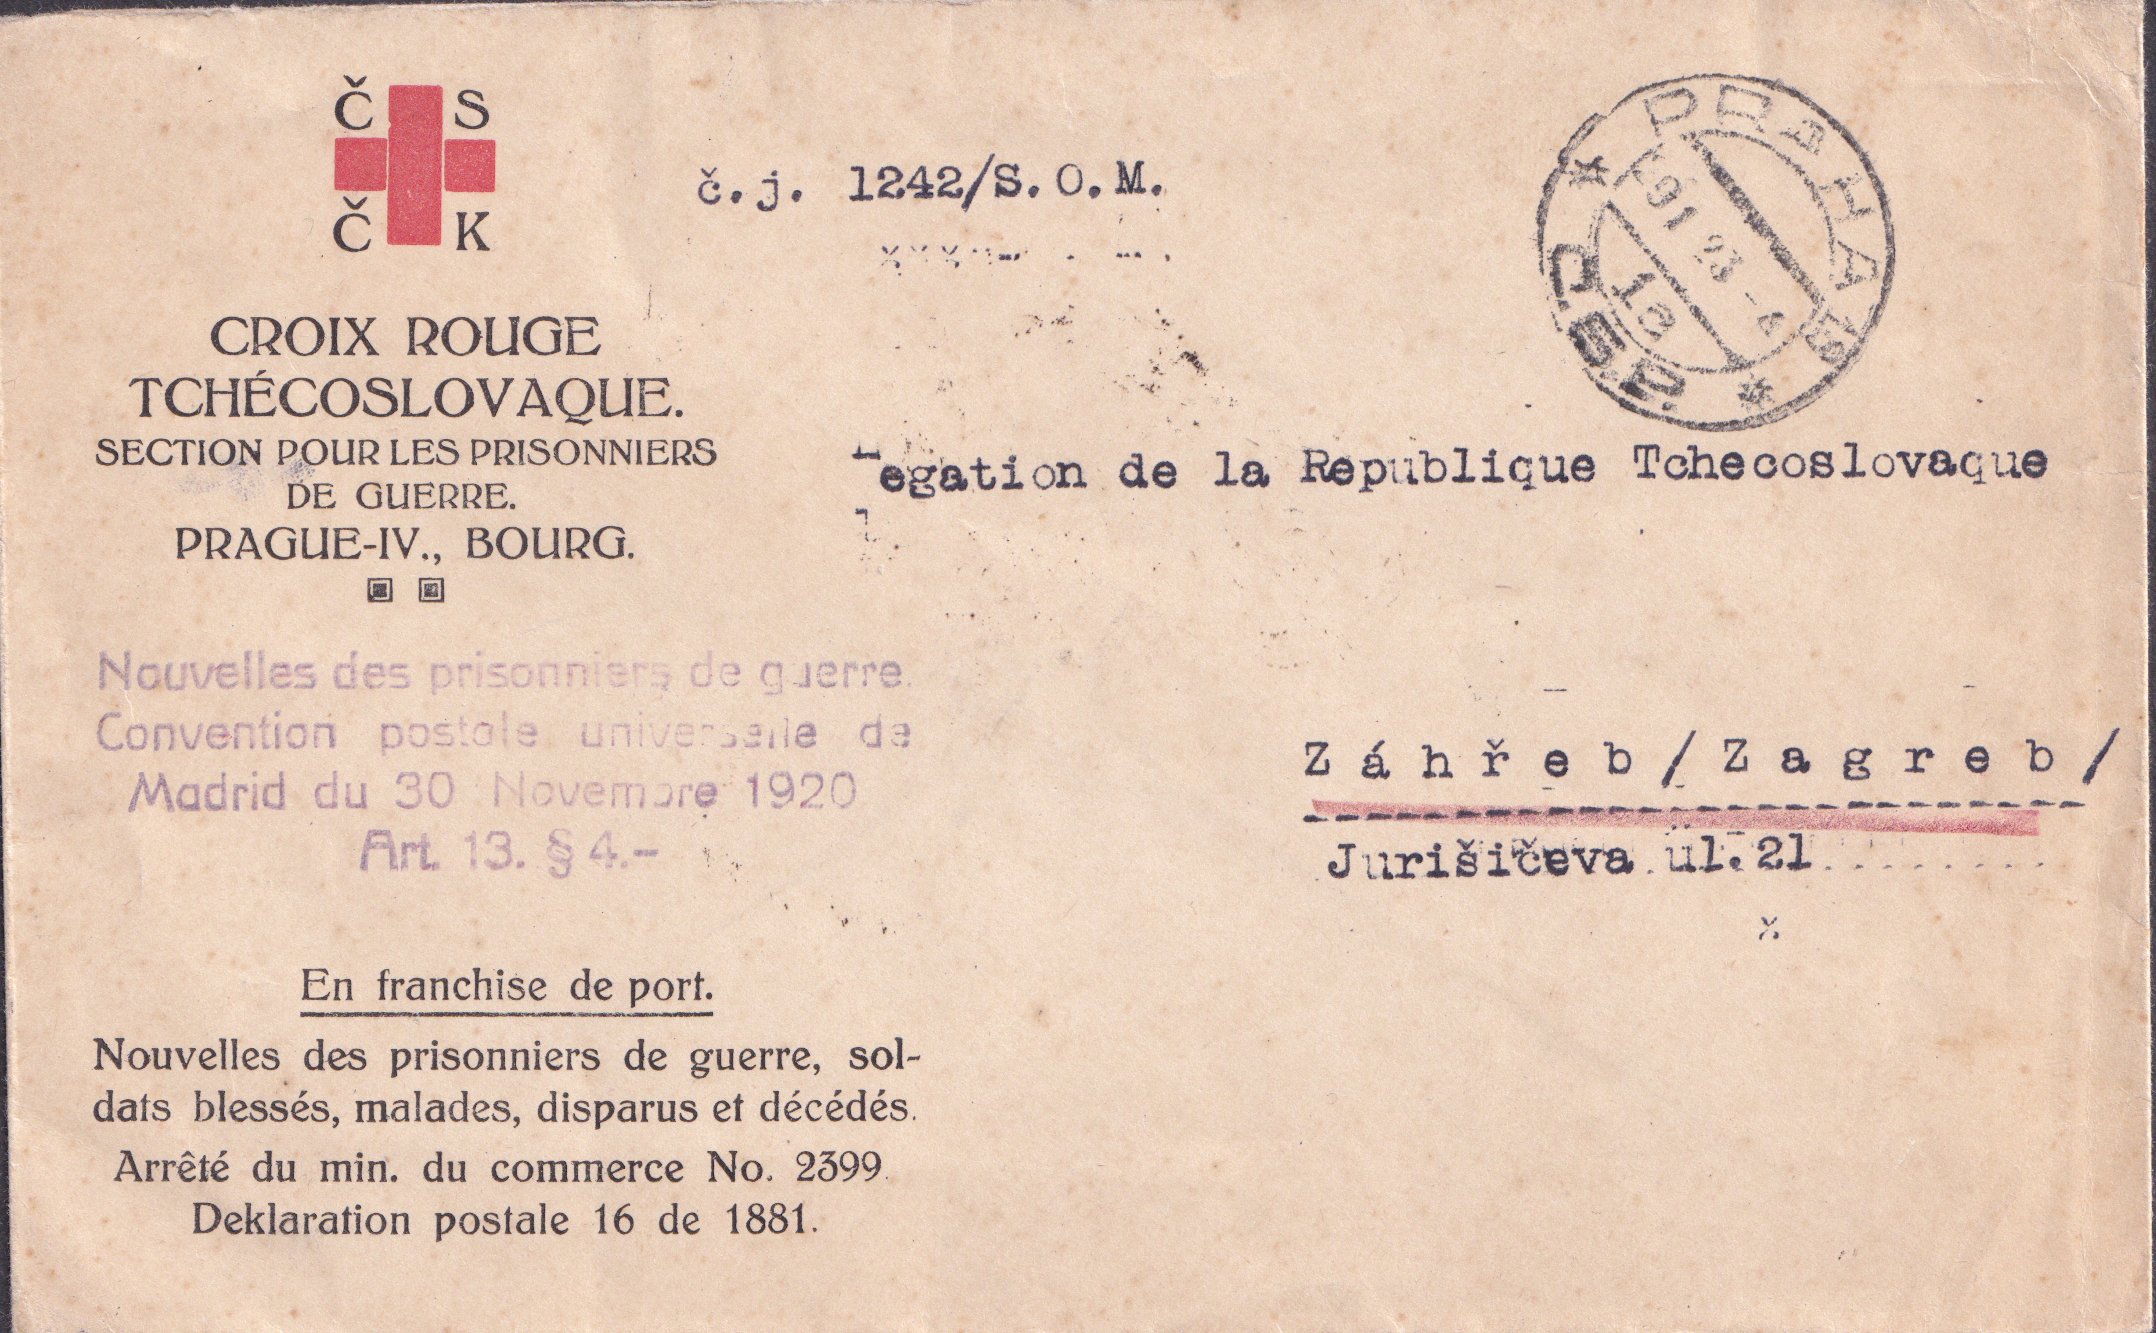 Č S
Č K
CROIX ROUGE
TCHÉCOSLOVAQUE.
SECTION POUR LES PRISONNIERS
DE GUERRE.
PRAGUE-IV., BOURG.
č.j. 1242/S.O.M.
PRAHA
ČSP.
Legation de la Republique Tchecoslovaque
Nouvelles des prisonniers de guerre.
Convention postale universelle de
Madrid du 30 Novembre 1920
Art. 13. § 4.-
Záhřeb/Zagreb/
Jurišičeva ül.21
En franchise de port.
Nouvelles des prisonniers de guerre, sol-
dats blessés, malades, disparus et décédés.
Arrêté du min. du commerce No. 2399.
Deklaration postale 16 de 1881.